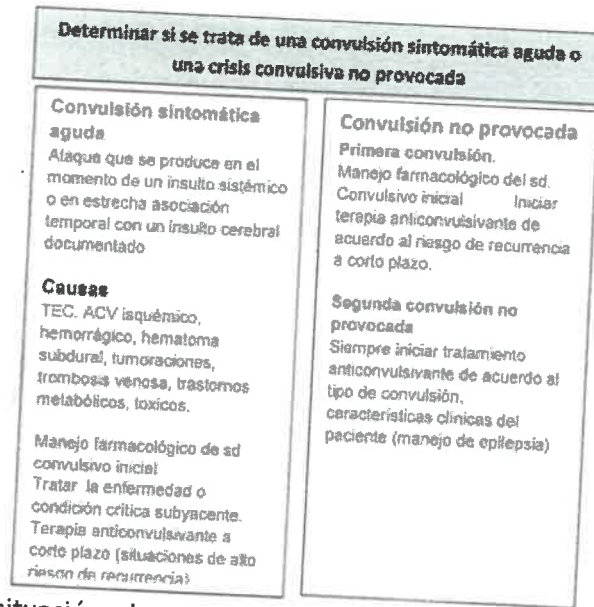 Determinar si se trata de una convulsión sintomática aguda o
una crisis convulsiva no provocada
Convulsión sintomática
aguda
Ataque que se produce en el
momento de un insulto sistémico
o en estrecha asociación
temporal con un insulto cerebral
documentado
Causas
TEC. ACV isquémico,
hemorrágico, hematoma
subdural, tumoraciones,
trombosis venosa, trastornos
metabólicos, toxicos.
Manejo farmacológico de sd
convulsivo inicial
Tratar la enfermedad o
condición crítica subyacente.
Terapia anticonvulsivante a
corto plazo (situaciones de alto
riesgo de recurrencia)
Convulsión no provocada
Primera convulsión.
Manejo farmacológico del sd.
Convulsivo inicial Iniciar
terapia anticonvulsivante de
acuerdo al riesgo de recurrencia
a corto plazo.
Segunda convulsión no
provocada
Siempre iniciar tratamiento
anticonvulsivante de acuerdo al
tipo de convulsión,
características clínicas del
paciente (manejo de epilepsia)